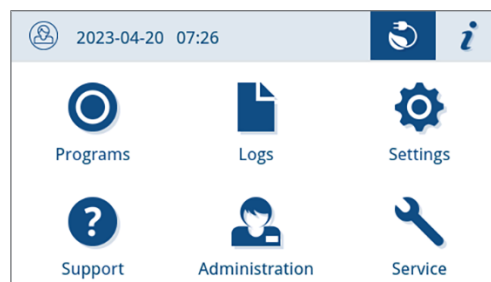 2023-04-20 07:26
i
Programs Logs Settings
?
Support Administration Service